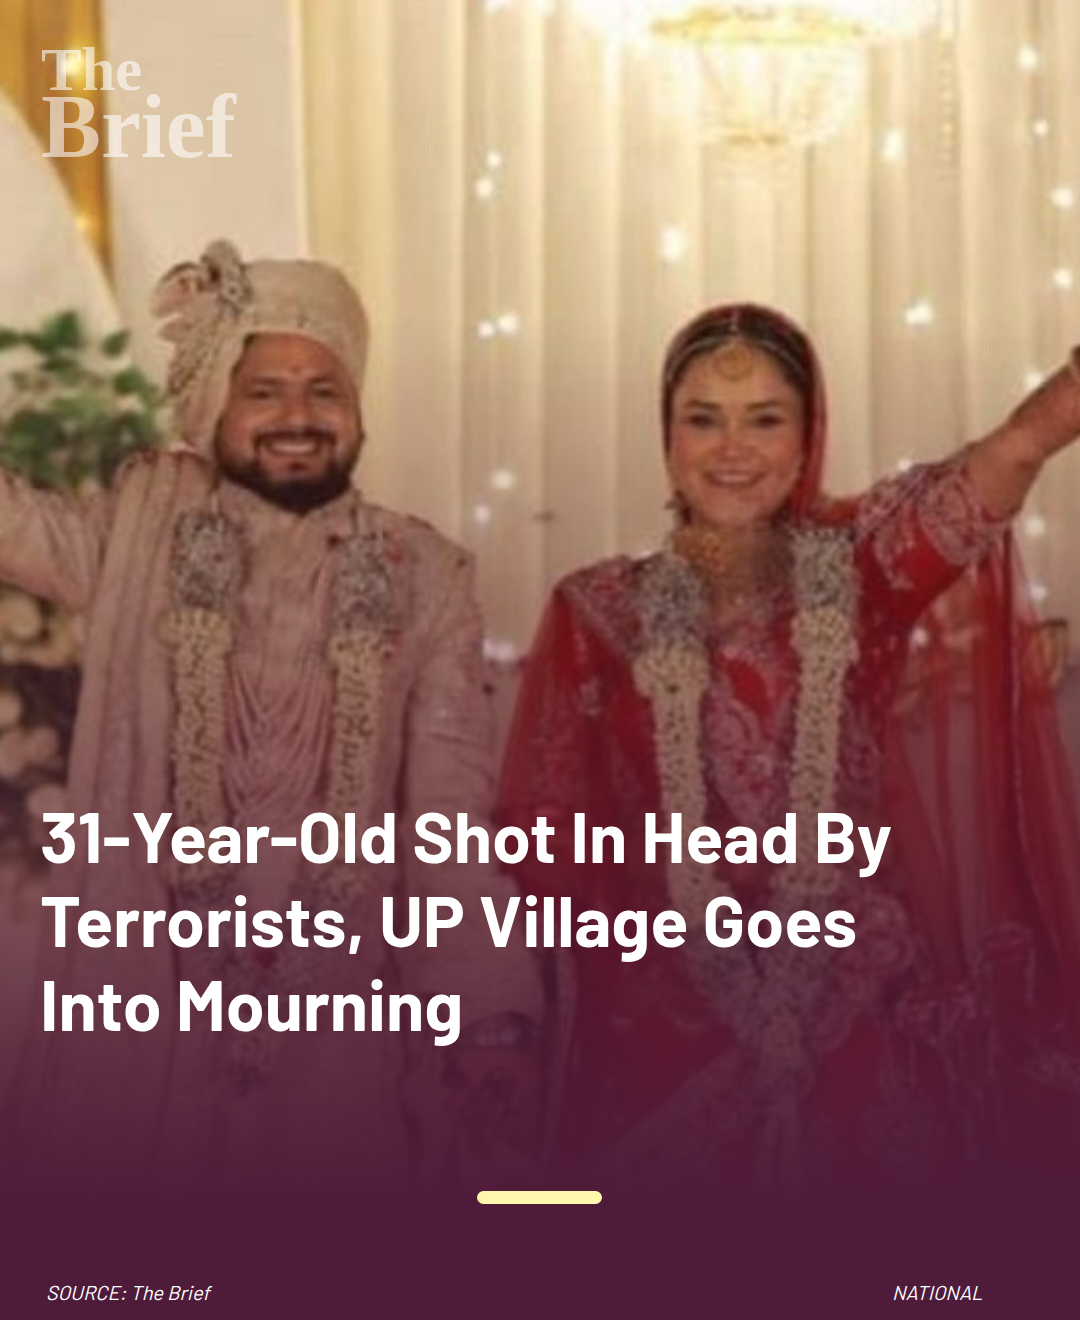 The
Brief
31-Year-Old Shot In Head By
Terrorists, UP Village Goes
Into Mourning
SOURCE: The Brief
NATIONAL